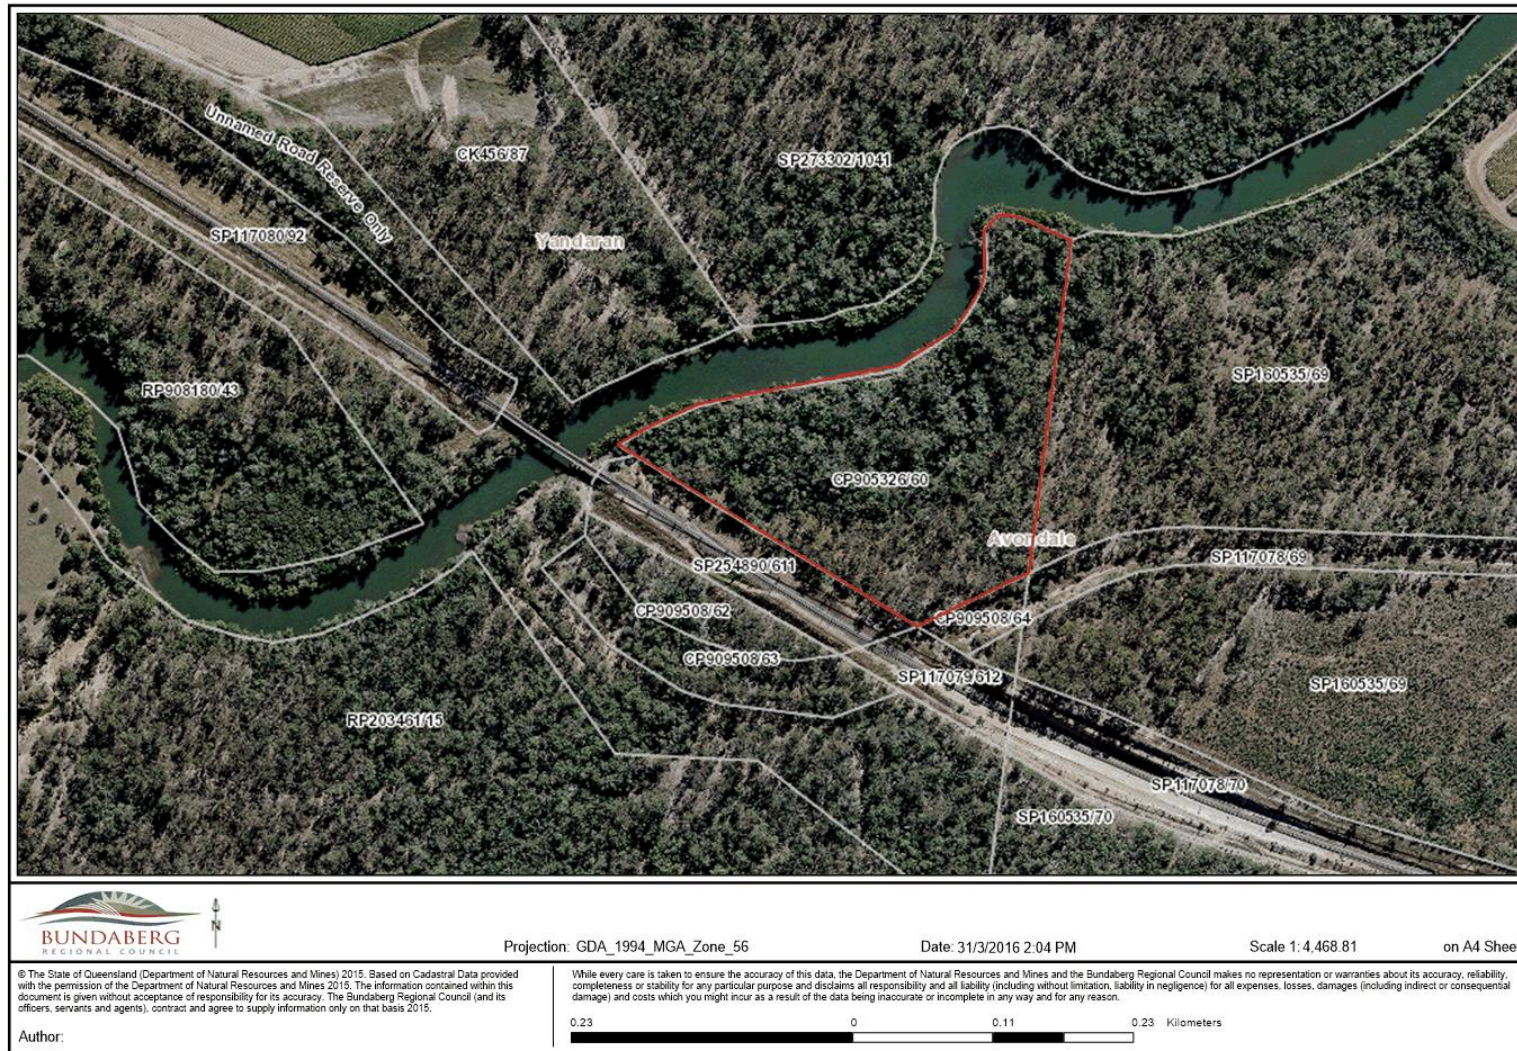 Unnamed Road Reserve Only
CK456/87
SP273302/1041
SP117080/92
Yandaran
RP908180/43
SP160535/69
CP905326/60
Avondale
SP117078/69
SP254890/611
CP909508/62
CP909508/64
CP909508/63
SP117079/612
SP160535/69
RP203461/15
SP117078/70
SP160535/70
BUNDABERG
REGIONAL COUNCIL
N
Projection: GDA_1994_MGA_Zone_56
Date: 31/3/2016 2:04 PM
Scale 1: 4,468.81
on A4 Sheet
© The State of Queensland (Department of Natural Resources and Mines) 2015. Based on Cadastral Data provided
with the permission of the Department of Natural Resources and Mines 2015. The information contained within this
document is given without acceptance of responsibility for its accuracy. The Bundaberg Regional Council (and its
officers, servants and agents), contract and agree to supply information only on that basis 2015.
Author:
While every care is taken to ensure the accuracy of this data, the Department of Natural Resources and Mines and the Bundaberg Regional Council makes no representation or warranties about its accuracy, reliability,
completeness or stability for any particular purpose and disclaims all responsibility and all liability (including without limitation, liability in negligence) for all expenses, losses, damages (including indirect or consequential
damage) and costs which you might incur as a result of the data being inaccurate or incomplete in any way and for any reason.
0.23 0 0.11 0.23 Kilometers